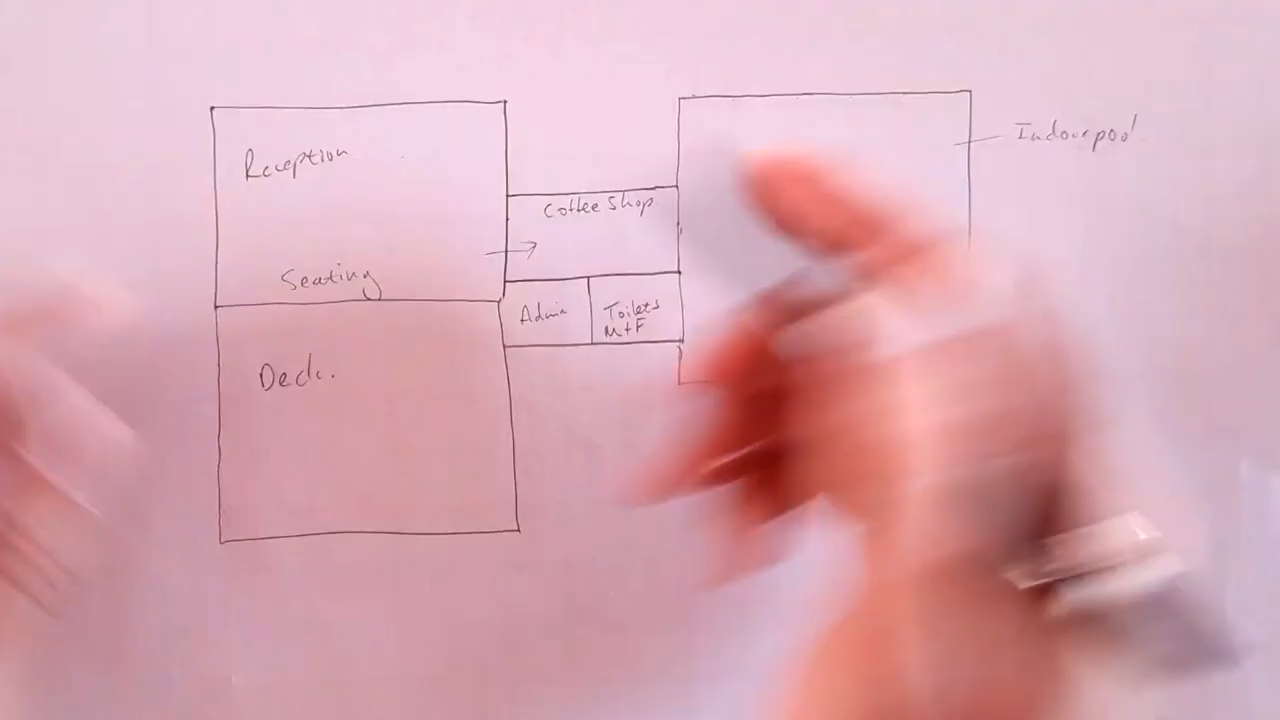 Reception
Seating
Deck.
Coffee Shop
Admin
Toilets
M+F
Indoor pool